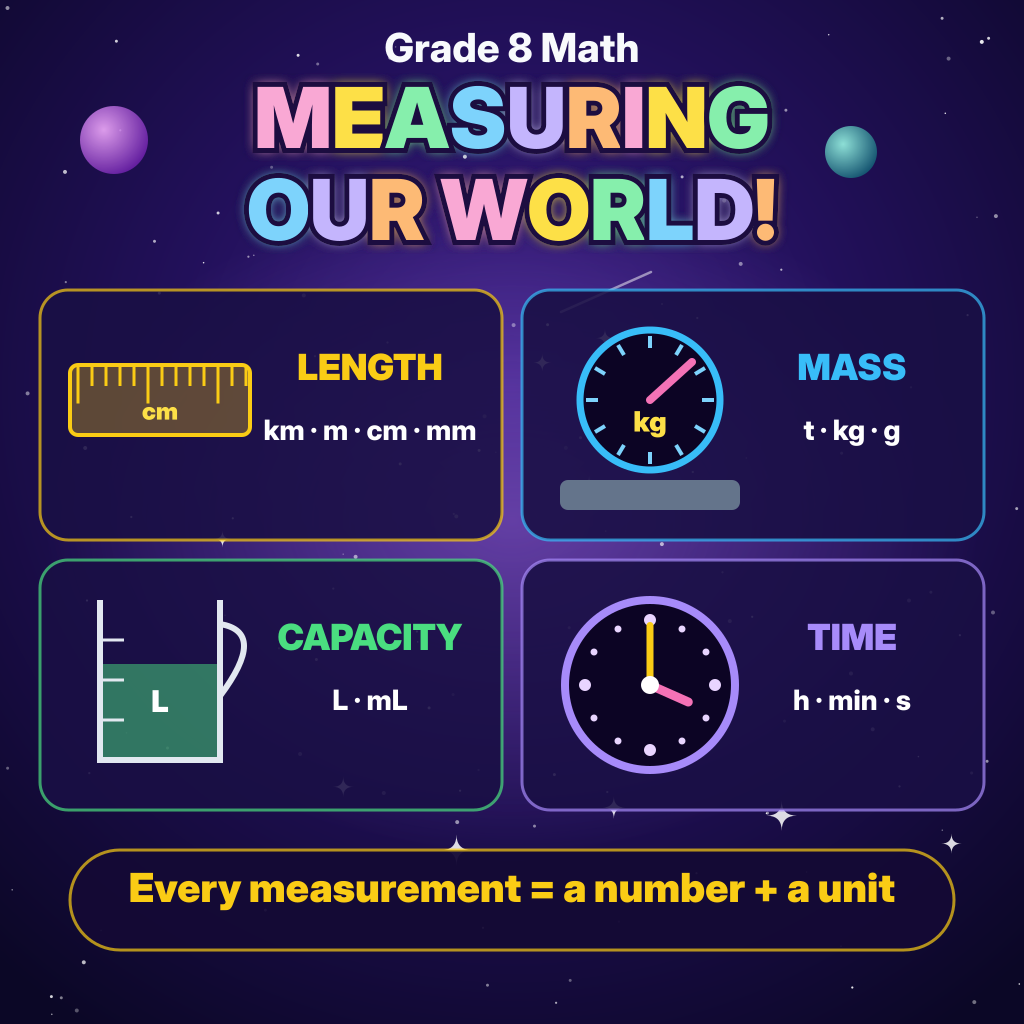 Grade 8 Math
MEASURING
OUR WORLD!
LENGTH
cm
km · m · cm · mm
MASS
kg
t · kg · g
CAPACITY
L
L · mL
TIME
h · min · s
Every measurement = a number + a unit